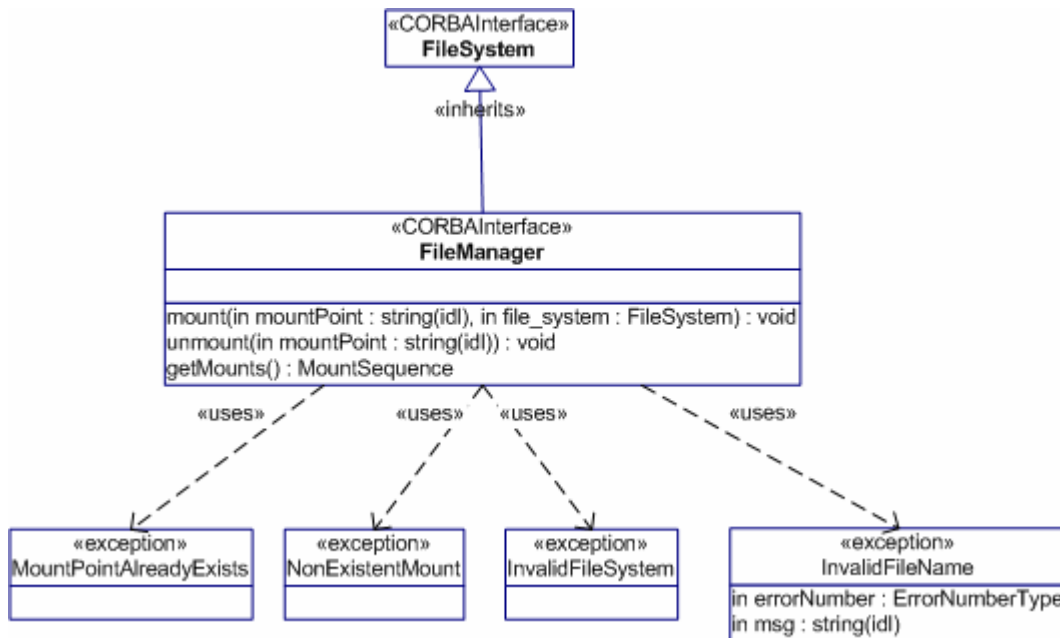 «CORBAInterface»
FileSystem
«inherits»
«CORBAInterface»
FileManager
mount(in mountPoint : string(idl), in file_system : FileSystem) : void
unmount(in mountPoint : string(idl)) : void
getMounts() : MountSequence
«uses» «uses» «uses» «uses»
«exception»
MountPointAlreadyExists
«exception»
NonExistentMount
«exception»
InvalidFileSystem
«exception»
InvalidFileName
in errorNumber : ErrorNumberType
in msg : string(idl)